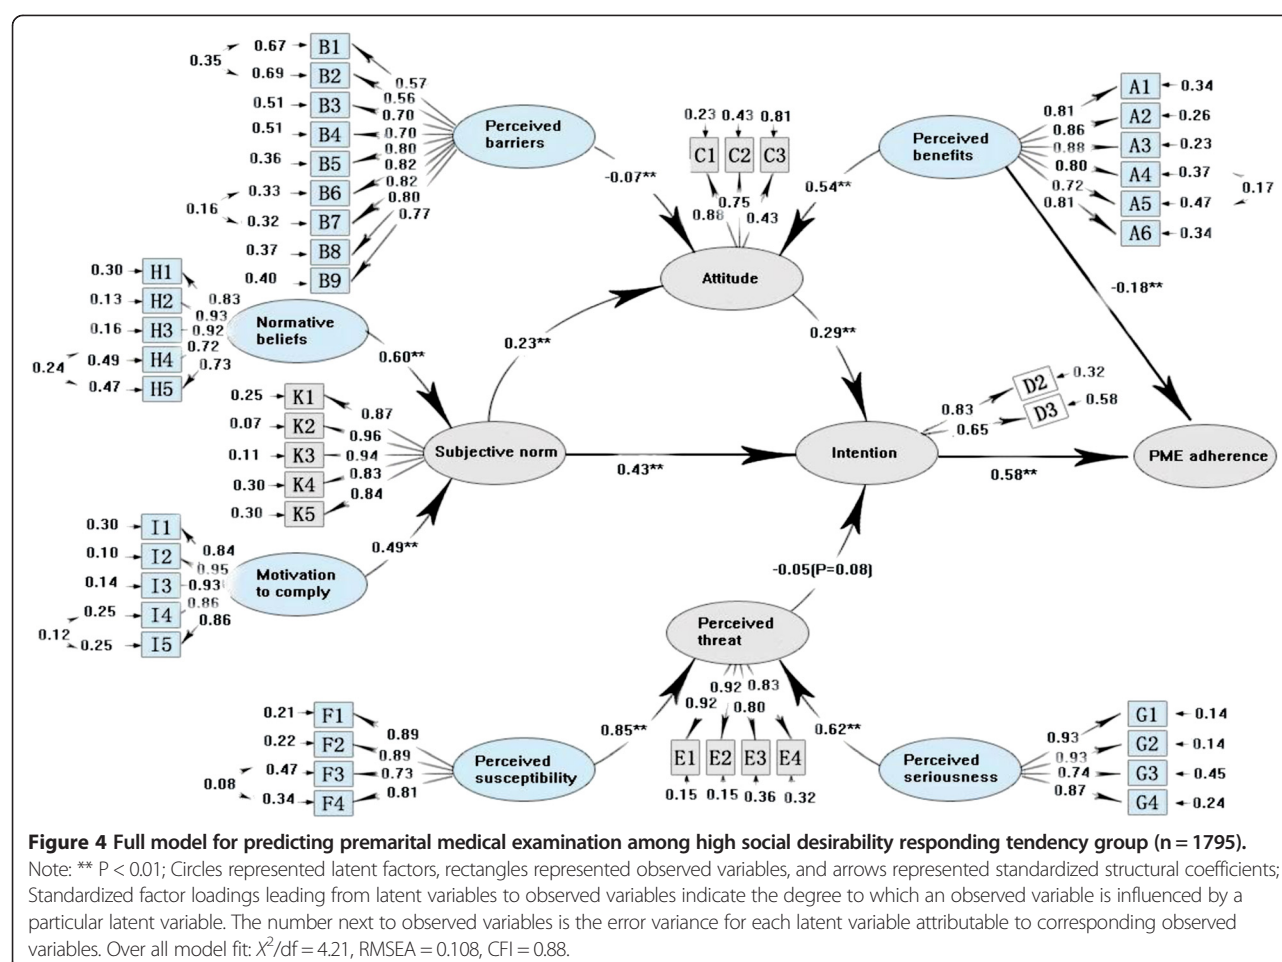 0.67 B1
0.35
0.69 B2
0.51 B3
0.51 B4
0.36 B5
0.33 B6
0.16
0.32 B7
0.37 B8
0.40 B9
0.57
0.56
0.70
0.70
0.80
0.82
0.82
0.80
0.77
Perceived
barriers
-0.07**
0.23 0.43 0.81
C1 C2 C3
0.88 0.75 0.43
Attitude
0.54**
Perceived
benefits
0.81
0.86
0.88
0.80
0.72
0.81
A1 0.34
A2 0.26
A3 0.23
A4 0.37
0.17
A5 0.47
A6 0.34
-0.18**
0.30 H1
0.13 H2
0.16 H3
0.24
0.49 H4
0.47 H5
0.83
0.93
0.92
0.72
0.73
Normative
beliefs
0.60**
0.23**
0.29**
0.25 K1
0.07 K2
0.11 K3
0.30 K4
0.30 K5
0.87
0.96
0.94
0.83
0.84
Subjective norm
0.43**
Intention
0.83 D2 0.32
0.65 D3 0.58
0.58**
PME adherence
0.30 I1
0.10 I2
0.14 I3
0.25 I4
0.12
0.25 I5
0.84
0.95
0.93
0.86
0.86
Motivation
to comply
0.49**
-0.05(P=0.08)
Perceived
threat
0.92 0.92 0.80 0.83
E1 E2 E3 E4
0.15 0.15 0.36 0.32
0.21 F1
0.22 F2
0.47 F3
0.08
0.34 F4
0.89
0.89
0.73
0.81
Perceived
susceptibility
0.85**
0.62**
Perceived
seriousness
0.93
0.93
0.74
0.87
G1 0.14
G2 0.14
G3 0.45
G4 0.24
Figure 4 Full model for predicting premarital medical examination among high social desirability responding tendency group (n = 1795).
Note: ** P < 0.01; Circles represented latent factors, rectangles represented observed variables, and arrows represented standardized structural coefficients;
Standardized factor loadings leading from latent variables to observed variables indicate the degree to which an observed variable is influenced by a
particular latent variable. The number next to observed variables is the error variance for each latent variable attributable to corresponding observed
variables. Over all model fit: X²/df = 4.21, RMSEA = 0.108, CFI = 0.88.